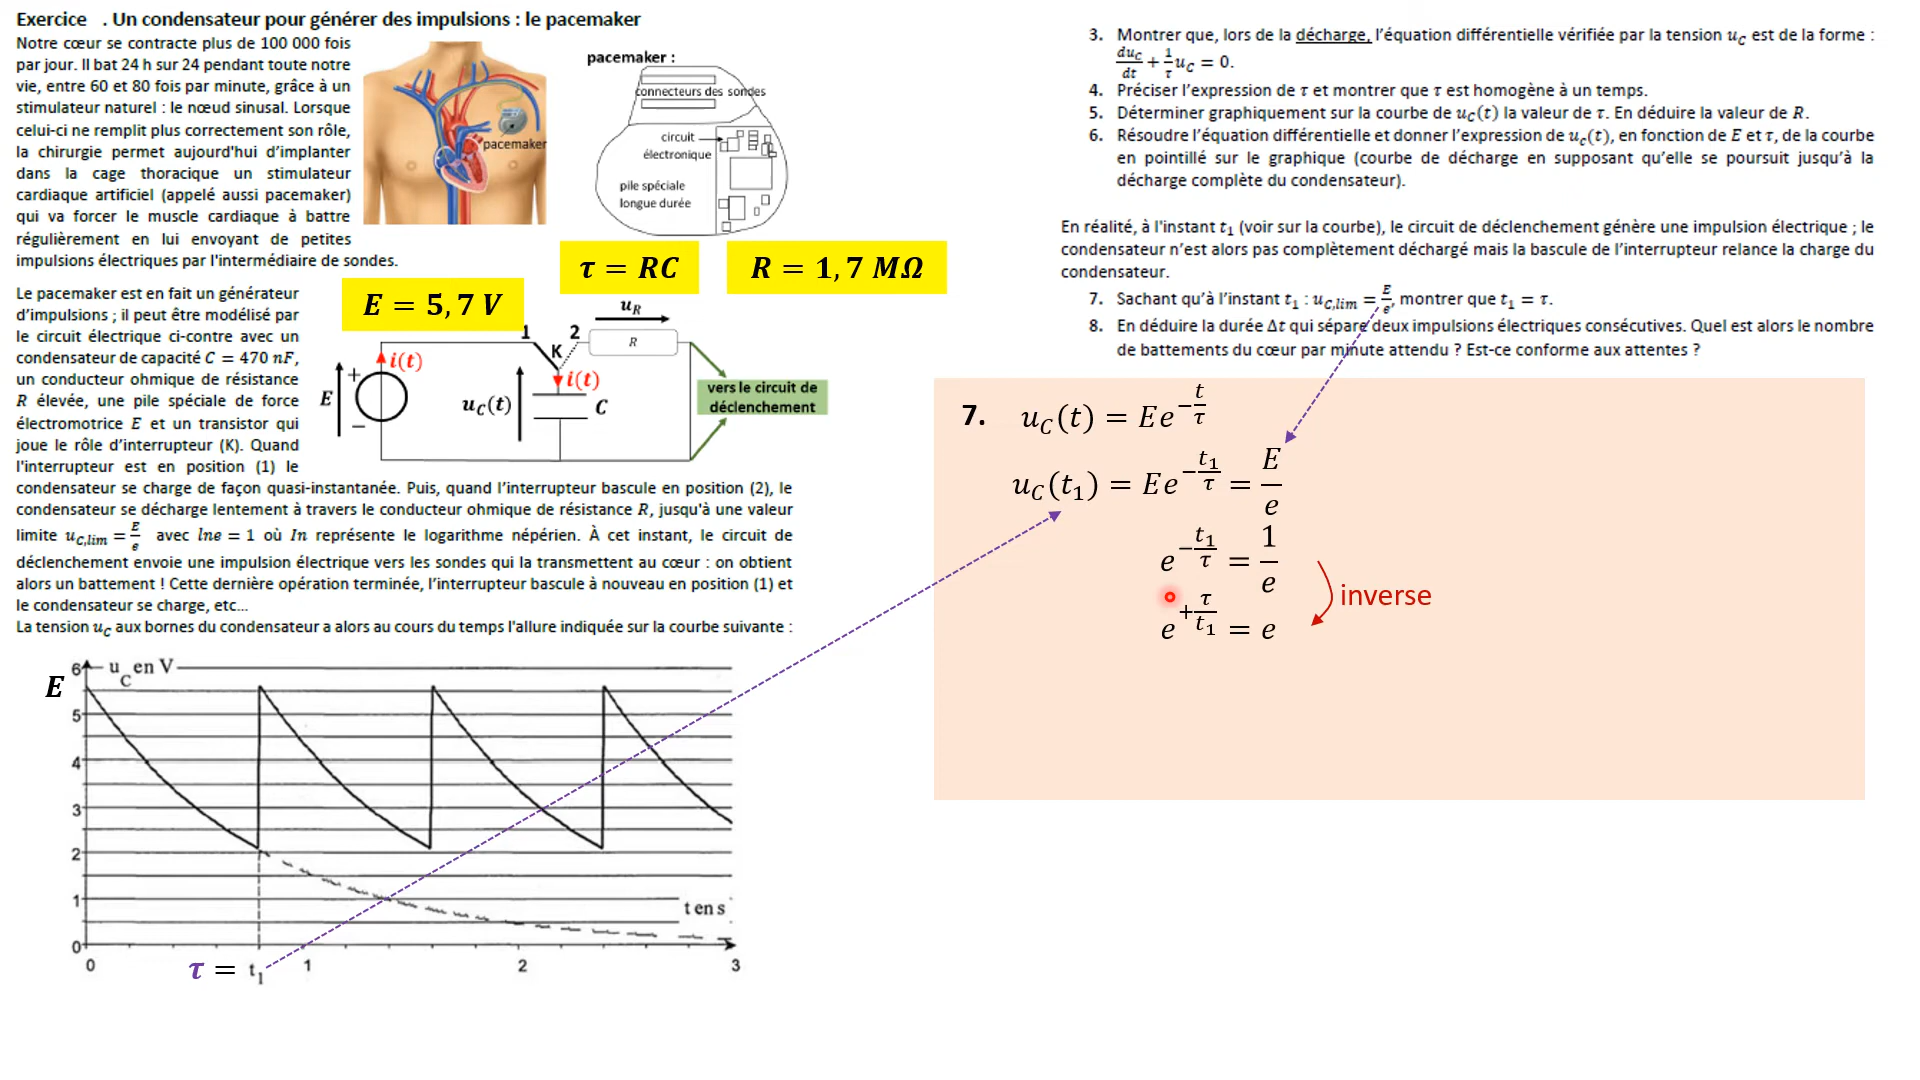 Exercice . Un condensateur pour générer des impulsions : le pacemaker
Notre cœur se contracte plus de 100 000 fois
par jour. Il bat 24 h sur 24 pendant toute notre
vie, entre 60 et 80 fois par minute, grâce à un
stimulateur naturel : le nœud sinusal. Lorsque
celui-ci ne remplit plus correctement son rôle,
la chirurgie permet aujourd'hui d'implanter
dans la cage thoracique un stimulateur
cardiaque artificiel (appelé aussi pacemaker)
qui va forcer le muscle cardiaque à battre
régulièrement en lui envoyant de petites
impulsions électriques par l'intermédiaire de sondes.
pacemaker
pacemaker :
connecteurs des sondes
circuit
électronique
pile spéciale
longue durée
E = 5,7 V
τ = RC
R = 1,7 MΩ
Le pacemaker est en fait un générateur
d'impulsions ; il peut être modélisé par
le circuit électrique ci-contre avec un
condensateur de capacité C = 470 nF,
un conducteur ohmique de résistance
R élevée, une pile spéciale de force
électromotrice E et un transistor qui
joue le rôle d'interrupteur (K). Quand
l'interrupteur est en position (1) le
condensateur se charge de façon quasi-instantanée. Puis, quand l'interrupteur bascule en position (2), le
condensateur se décharge lentement à travers le conducteur ohmique de résistance R, jusqu'à une valeur
limite u_C,lim = E/e avec lne = 1 où In représente le logarithme népérien. À cet instant, le circuit de
déclenchement envoie une impulsion électrique vers les sondes qui la transmettent au cœur : on obtient
alors un battement ! Cette dernière opération terminée, l'interrupteur bascule à nouveau en position (1) et
le condensateur se charge, etc...
La tension u_C aux bornes du condensateur a alors au cours du temps l'allure indiquée sur la courbe suivante :
u_R
1
2
K
R
i(t)
i(t)
+
E
−
u_C(t)
C
vers le circuit de
déclenchement
E
u_C en V
6
5
4
3
2
1
0
t en s
0
τ = t₁
1
2
3
3. Montrer que, lors de la décharge, l'équation différentielle vérifiée par la tension u_C est de la forme :
du_C/dt + 1/τ u_C = 0.
4. Préciser l'expression de τ et montrer que τ est homogène à un temps.
5. Déterminer graphiquement sur la courbe de u_C(t) la valeur de τ. En déduire la valeur de R.
6. Résoudre l'équation différentielle et donner l'expression de u_C(t), en fonction de E et τ, de la courbe
en pointillé sur le graphique (courbe de décharge en supposant qu'elle se poursuit jusqu'à la
décharge complète du condensateur).
En réalité, à l'instant t₁ (voir sur la courbe), le circuit de déclenchement génère une impulsion électrique ; le
condensateur n'est alors pas complètement déchargé mais la bascule de l'interrupteur relance la charge du
condensateur.
7. Sachant qu'à l'instant t₁ : u_C,lim = E/e, montrer que t₁ = τ.
8. En déduire la durée Δt qui sépare deux impulsions électriques consécutives. Quel est alors le nombre
de battements du cœur par minute attendu ? Est-ce conforme aux attentes ?
7. u_C(t) = Ee^(−t/τ)
u_C(t₁) = Ee^(−t₁/τ) = E/e
e^(−t₁/τ) = 1/e
inverse
e^(+τ/t₁) = e